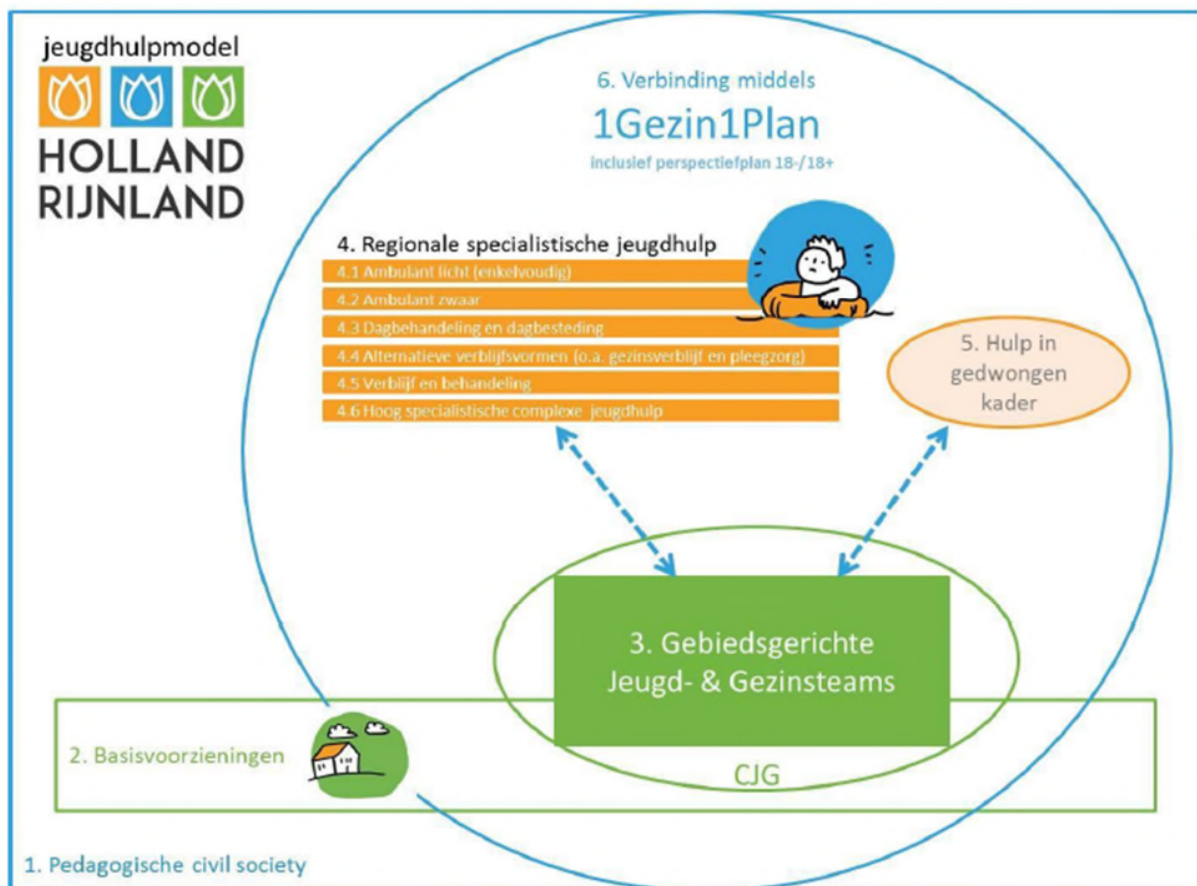 jeugdhulpmodel
HOLLAND
RIJNLAND
6. Verbinding middels
1Gezin1Plan
inclusief perspectiefplan 18-/18+
4. Regionale specialistische jeugdhulp
4.1 Ambulant licht (enkelvoudig)
4.2 Ambulant zwaar
4.3 Dagbehandeling en dagbesteding
4.4 Alternatieve verblijfsvormen (o.a. gezinsverblijf en pleegzorg)
4.5 Verblijf en behandeling
4.6 Hoog specialistische complexe jeugdhulp
5. Hulp in
gedwongen
kader
3. Gebiedsgerichte
Jeugd- & Gezinsteams
2. Basisvoorzieningen
CJG
1. Pedagogische civil society